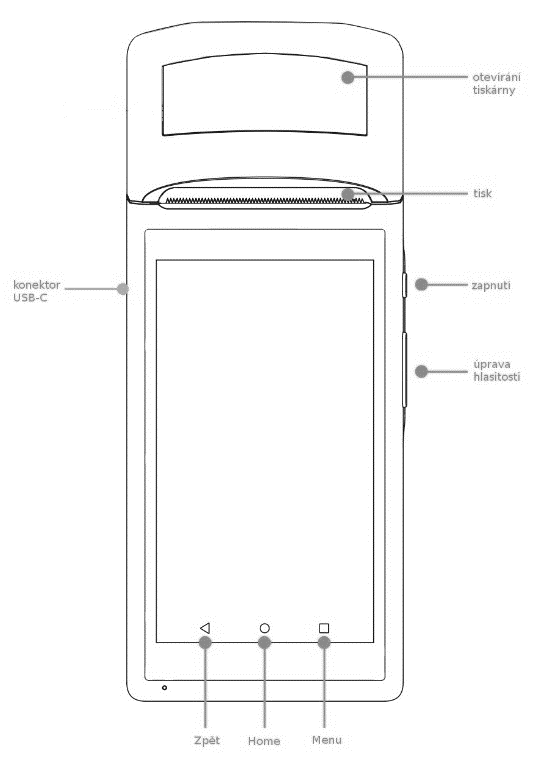 otevírání
tiskárny
tisk
konektor
USB-C
zapnutí
úprava
hlasitosti
Zpět
Home
Menu